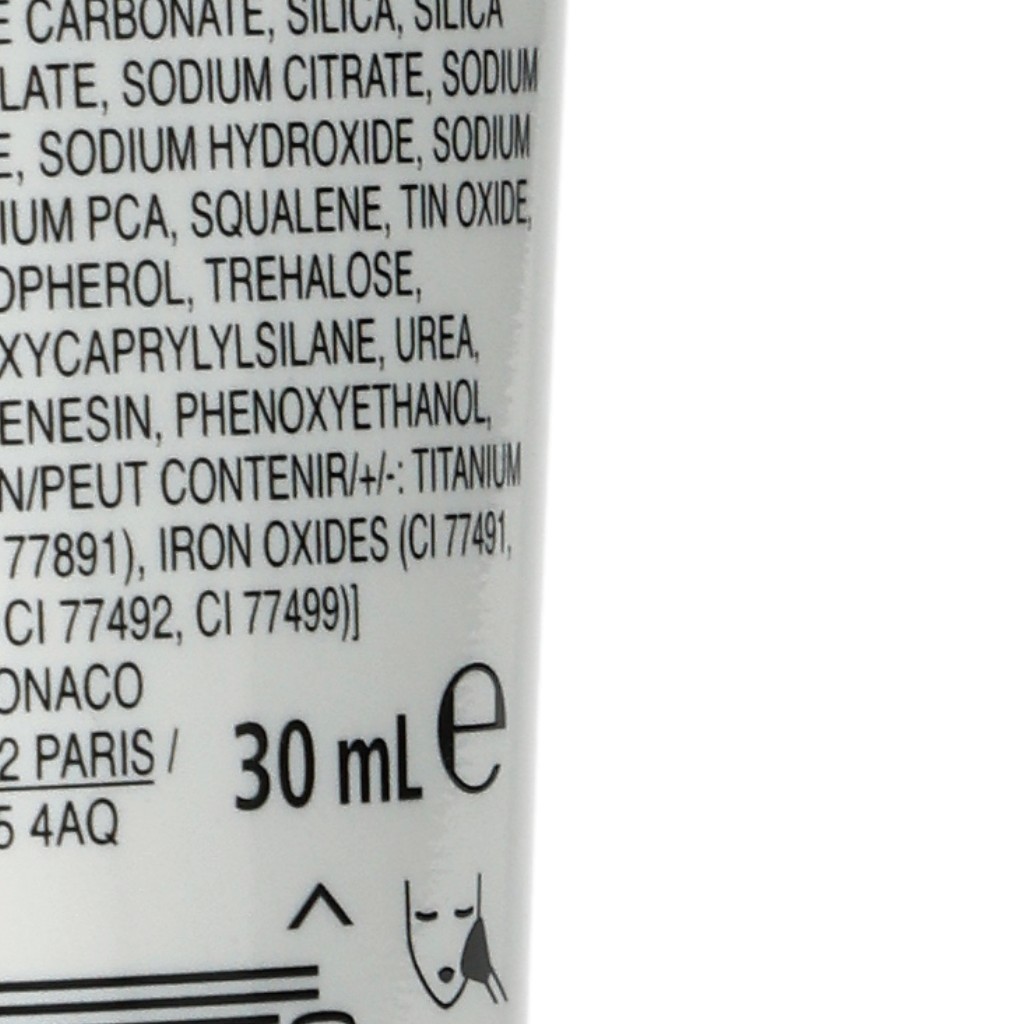 E CARBONATE, SILICA, SILICA
LATE, SODIUM CITRATE, SODIUM
E, SODIUM HYDROXIDE, SODIUM
IUM PCA, SQUALENE, TIN OXIDE,
OPHEROL, TREHALOSE,
XYCAPRYLYLSILANE, UREA,
ENESIN, PHENOXYETHANOL,
N/PEUT CONTENIR/+/-: TITANIUM
77891), IRON OXIDES (CI 77491,
CI 77492, CI 77499)]
ONACO
2 PARIS /
5 4AQ
30 mL e